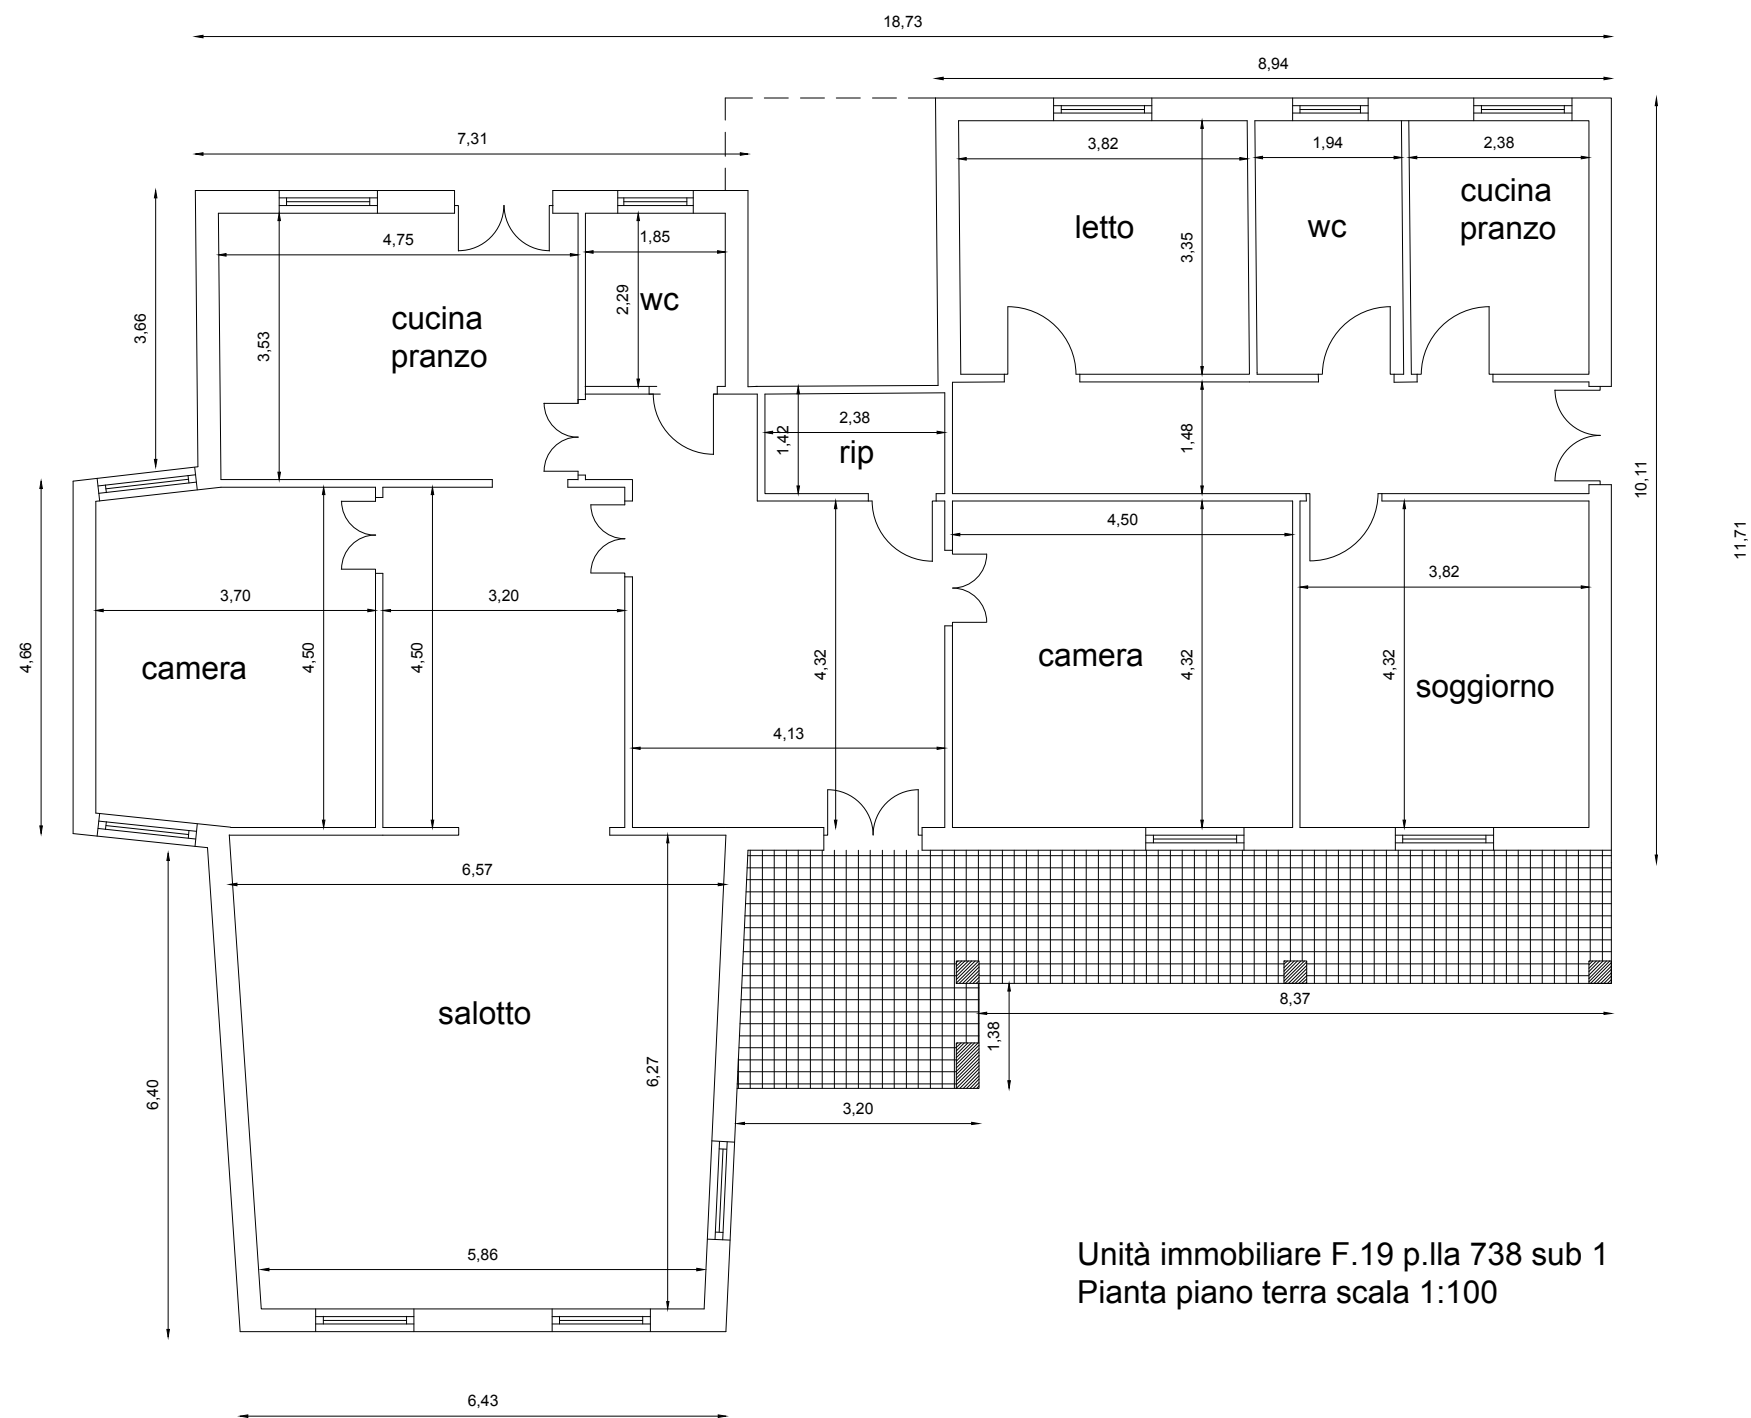 18,73
8,94
7,31
3,82
1,94
2,38
cucina
pranzo
letto
wc
3,35
4,75
1,85
2,29
wc
3,66
3,53
cucina
pranzo
1,42
2,38
rip
1,48
10,11
11,71
4,50
3,82
3,70
3,20
4,66
camera
4,50
4,50
4,32
camera
4,32
4,32
soggiorno
4,13
6,57
8,37
salotto
1,38
6,40
6,27
3,20
5,86
Unità immobiliare F.19 p.lla 738 sub 1
Pianta piano terra scala 1:100
6,43